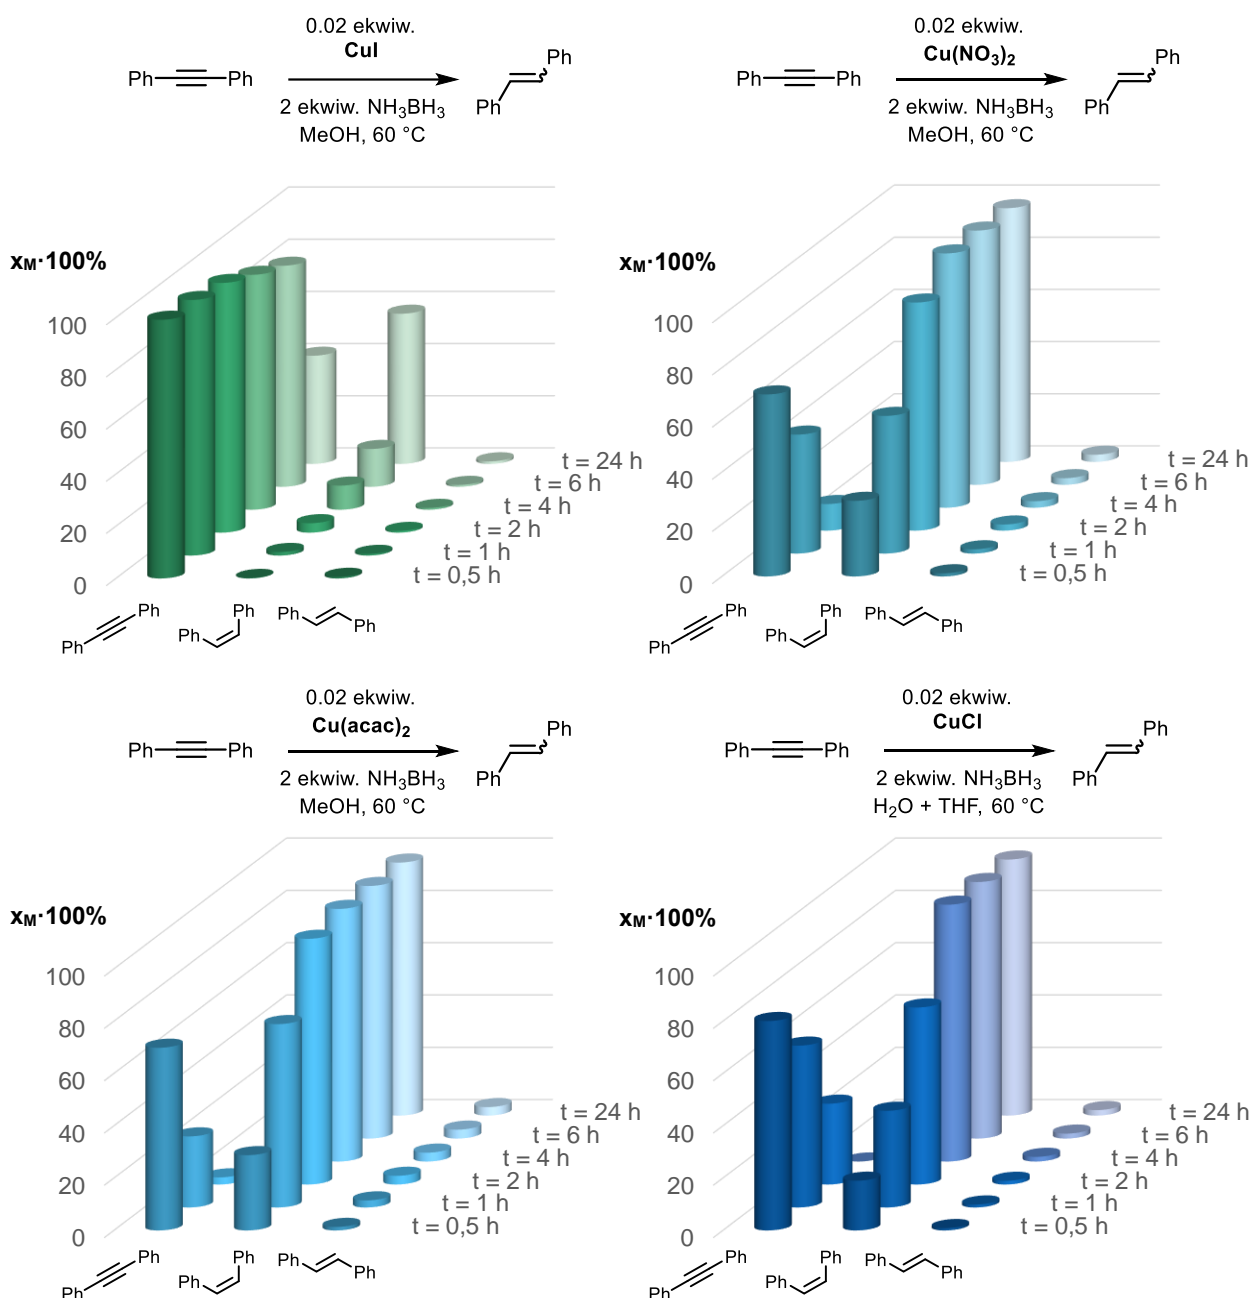 0.02 ekwiw.
CuI
Ph Ph
2 ekwiw. NH₃BH₃
MeOH, 60 °C
Ph
Ph
0.02 ekwiw.
Cu(NO₃)₂
Ph Ph
2 ekwiw. NH₃BH₃
MeOH, 60 °C
Ph
Ph
xM·100%
100
80
60
40
20
0
t = 24 h
t = 6 h
t = 4 h
t = 2 h
t = 1 h
t = 0,5 h
Ph Ph
Ph Ph
Ph Ph
xM·100%
100
80
60
40
20
0
t = 24 h
t = 6 h
t = 4 h
t = 2 h
t = 1 h
t = 0,5 h
Ph Ph
Ph Ph
Ph Ph
0.02 ekwiw.
Cu(acac)₂
Ph Ph
2 ekwiw. NH₃BH₃
MeOH, 60 °C
Ph
Ph
0.02 ekwiw.
CuCl
Ph Ph
2 ekwiw. NH₃BH₃
H₂O + THF, 60 °C
Ph
Ph
xM·100%
100
80
60
40
20
0
t = 24 h
t = 6 h
t = 4 h
t = 2 h
t = 1 h
t = 0,5 h
Ph Ph
Ph Ph
Ph Ph
xM·100%
100
80
60
40
20
0
t = 24 h
t = 6 h
t = 4 h
t = 2 h
t = 1 h
t = 0,5 h
Ph Ph
Ph Ph
Ph Ph